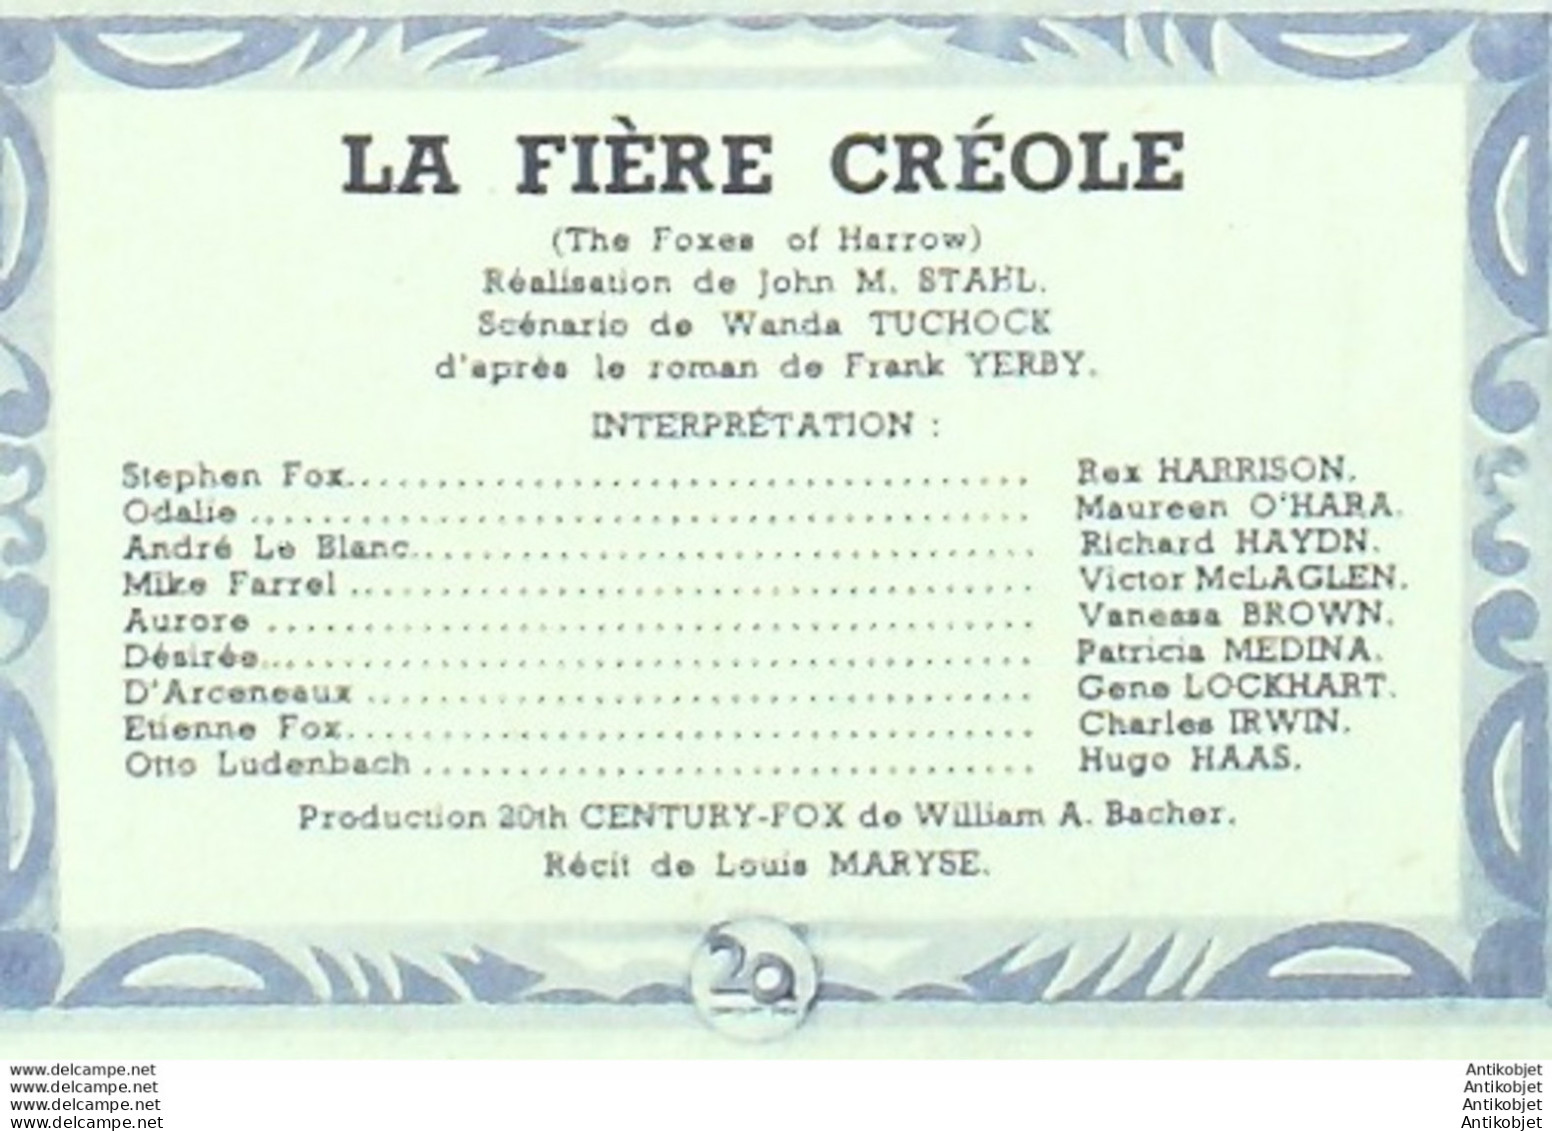 LA FIÈRE CRÉOLE
(The Foxes of Harrow)
Réalisation de John M. STAHL.
Scénario de Wanda TUCHOCK
d'après le roman de Frank YERBY.
INTERPRÉTATION :
Stephen Fox........................................ Rex HARRISON.
Odalie ........................................ Maureen O'HARA.
André Le Blanc........................................ Richard HAYDN.
Mike Farrel ........................................ Victor McLAGLEN.
Aurore ........................................ Vanessa BROWN.
Désirée........................................ Patricia MEDINA.
D'Arceneaux ........................................ Gene LOCKHART.
Etienne Fox........................................ Charles IRWIN.
Otto Ludenbach ........................................ Hugo HAAS.
Production 20th CENTURY-FOX de William A. Bacher.
Récit de Louis MARYSE.
20
www.delcampe.net Antikobjet
www.delcampe.net Antikobjet
www.delcampe.net Antikobjet
www.delcampe.net Antikobjet